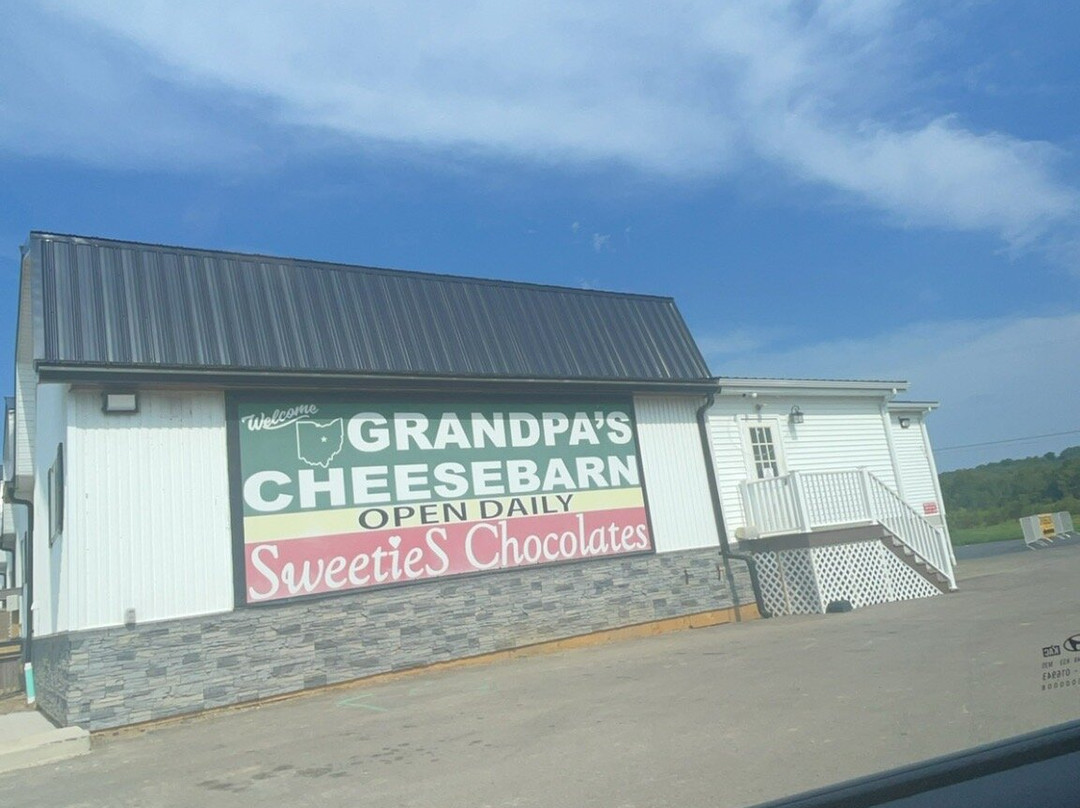 Welcome
GRANDPA'S
CHEESEBARN
OPEN DAILY
SweetieS Chocolates